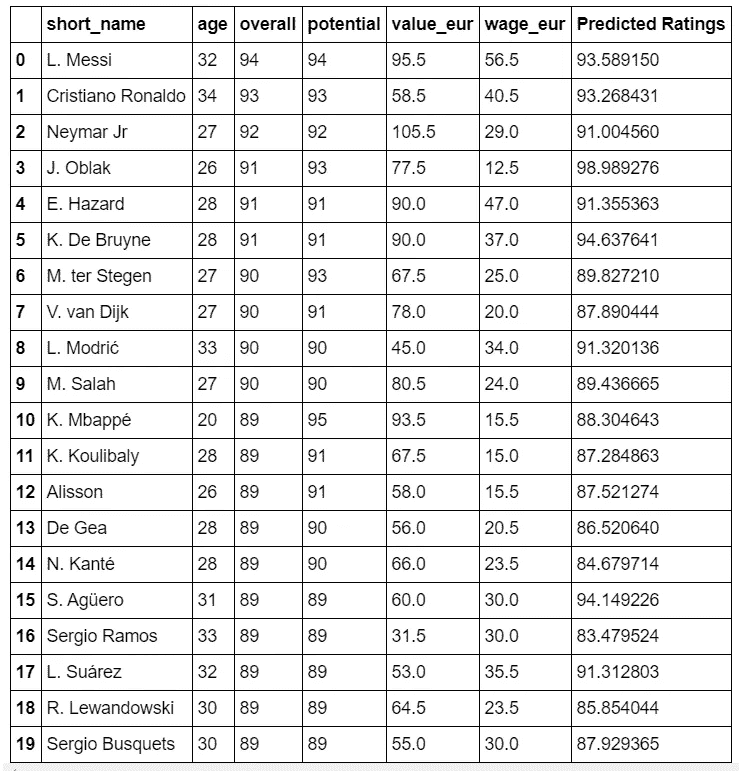 short_name age overall potential value_eur wage_eur Predicted Ratings
0 L. Messi 32 94 94 95.5 56.5 93.589150
1 Cristiano Ronaldo 34 93 93 58.5 40.5 93.268431
2 Neymar Jr 27 92 92 105.5 29.0 91.004560
3 J. Oblak 26 91 93 77.5 12.5 98.989276
4 E. Hazard 28 91 91 90.0 47.0 91.355363
5 K. De Bruyne 28 91 91 90.0 37.0 94.637641
6 M. ter Stegen 27 90 93 67.5 25.0 89.827210
7 V. van Dijk 27 90 91 78.0 20.0 87.890444
8 L. Modrić 33 90 90 45.0 34.0 91.320136
9 M. Salah 27 90 90 80.5 24.0 89.436665
10 K. Mbappé 20 89 95 93.5 15.5 88.304643
11 K. Koulibaly 28 89 91 67.5 15.0 87.284863
12 Alisson 26 89 91 58.0 15.5 87.521274
13 De Gea 28 89 90 56.0 20.5 86.520640
14 N. Kanté 28 89 90 66.0 23.5 84.679714
15 S. Agüero 31 89 89 60.0 30.0 94.149226
16 Sergio Ramos 33 89 89 31.5 30.0 83.479524
17 L. Suárez 32 89 89 53.0 35.5 91.312803
18 R. Lewandowski 30 89 89 64.5 23.5 85.854044
19 Sergio Busquets 30 89 89 55.0 30.0 87.929365